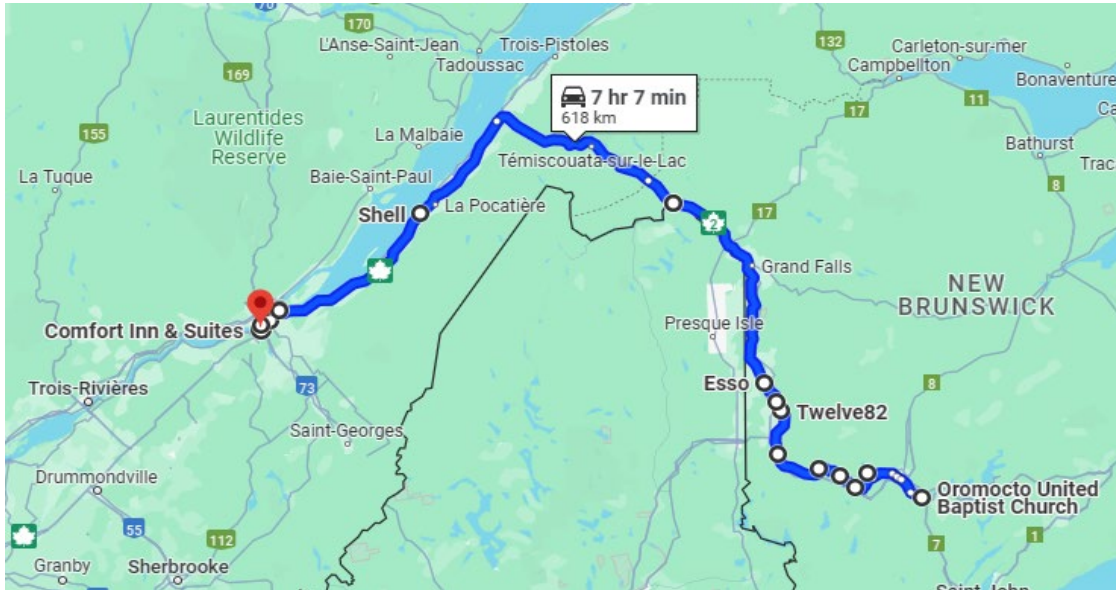 170
L'Anse-Saint-Jean
Trois-Pistoles
Tadoussac
132
Carleton-sur-mer
Campbellton
Bonaventure
169
7 hr 7 min
618 km
17
11
Laurentides
Wildlife
Reserve
155
La Malbaie
Témiscouata-sur-le-Lac
Bathurst
La Tuque
Baie-Saint-Paul
8
Shell
La Pocatière
17
2
Grand Falls
NEW
BRUNSWICK
Presque Isle
Comfort Inn & Suites
Trois-Rivières
73
Esso
Twelve82
8
Saint-Georges
Drummondville
Oromocto United
Baptist Church
55
112
7
1
Granby
Sherbrooke
Saint John